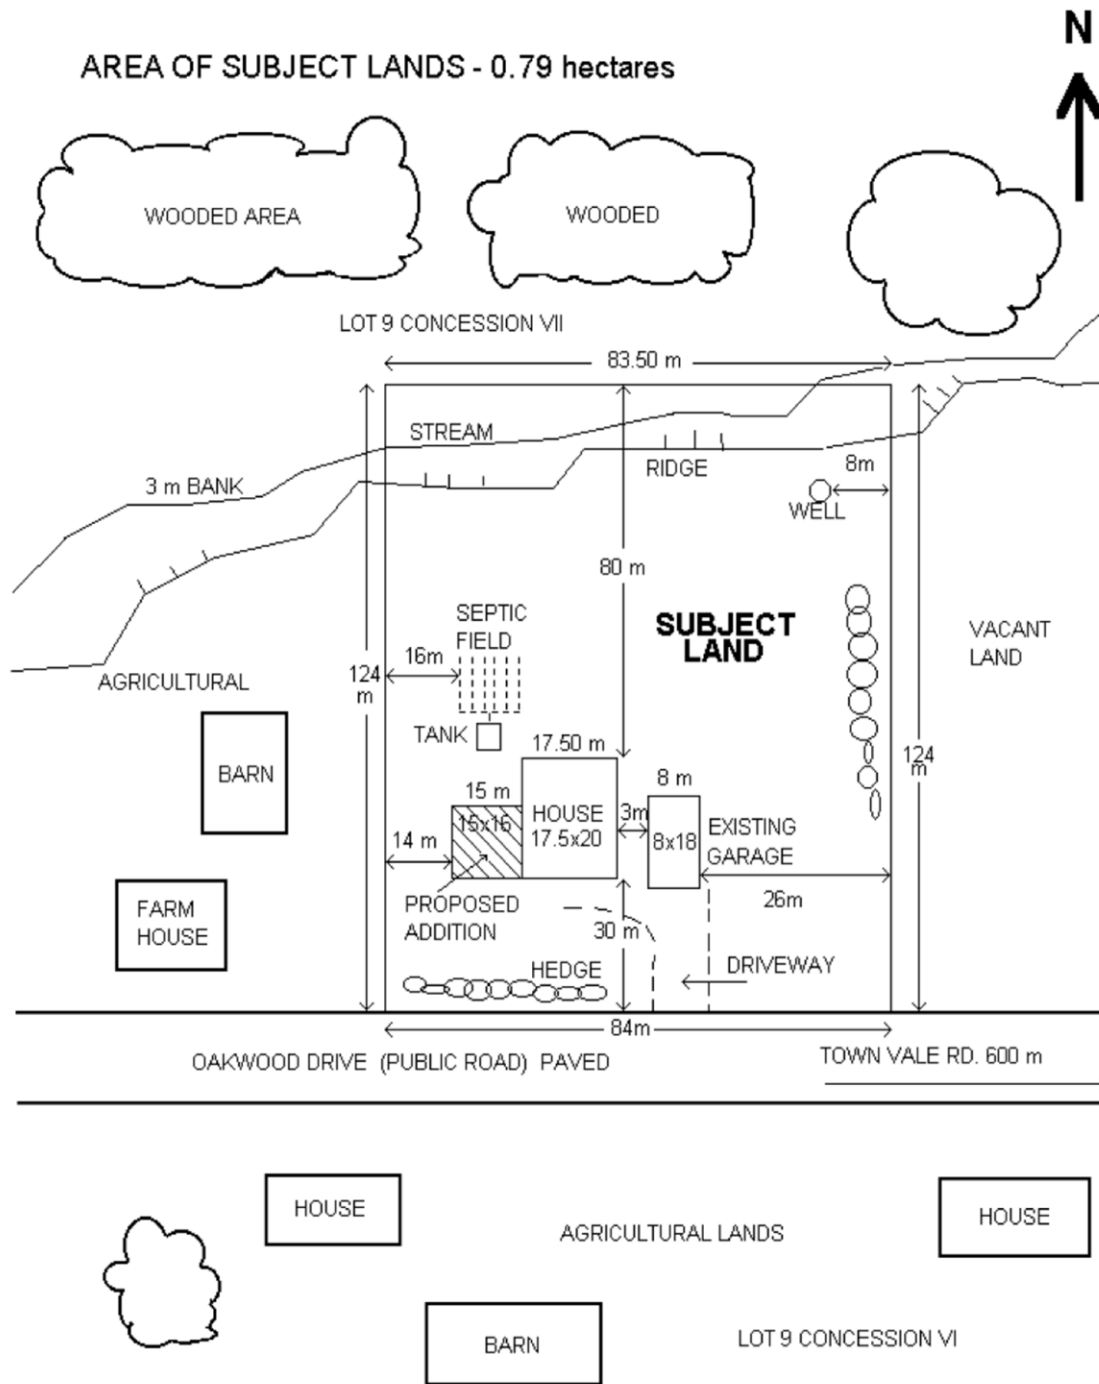 N
AREA OF SUBJECT LANDS - 0.79 hectares
WOODED AREA
WOODED
LOT 9 CONCESSION VII
83.50 m
STREAM
RIDGE
8m
3 m BANK
WELL
80 m
SEPTIC
FIELD
SUBJECT
LAND
VACANT
LAND
16m
124
m
AGRICULTURAL
TANK
124
m
BARN
17.50 m
15 m
8 m
HOUSE
17.5x20
15x16
3m
8x18
EXISTING
GARAGE
14 m
26m
FARM
HOUSE
PROPOSED
ADDITION
30 m
HEDGE
DRIVEWAY
84m
OAKWOOD DRIVE (PUBLIC ROAD) PAVED
TOWN VALE RD. 600 m
HOUSE
AGRICULTURAL LANDS
HOUSE
BARN
LOT 9 CONCESSION VI